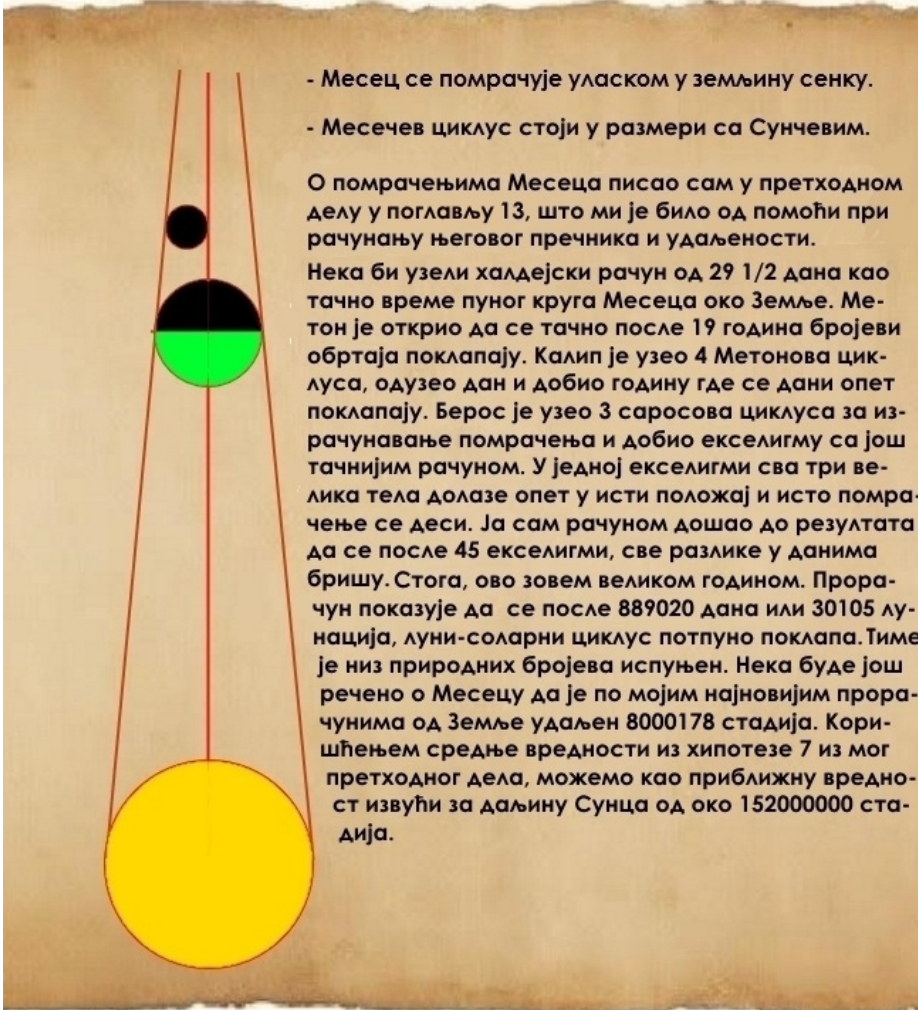 - Месец се помрачује уласком у земљину сенку.
- Месечев циклус стоји у размери са Сунчевим.
О помрачењима Месеца писао сам у претходном
делу у поглављу 13, што ми је било од помоћи при
рачунању његовог пречника и удаљености.
Нека би узели халдејски рачун од 29 1/2 дана као
тачно време пуног круга Месеца око Земље. Ме-
тон је открио да се тачно после 19 година бројеви
обртаја поклапају. Калип је узео 4 Метонова цик-
луса, одузео дан и добио годину где се дани опет
поклапају. Берос је узео 3 саросова циклуса за из-
рачунавање помрачења и добио екселигму са још
тачнијим рачуном. У једној екселигми сва три ве-
лика тела долазе опет у исти положај и исто помра-
чење се деси. Ја сам рачуном дошао до резултата
да се после 45 екселигми, све разлике у данима
бришу. Стога, ово зовем великом годином. Прора-
чун показује да се после 889020 дана или 30105 лу-
нација, луни-соларни циклус потпуно поклапа. Тиме
је низ природних бројева испуњен. Нека буде још
речено о Месецу да је по мојим најновијим прора-
чунима од Земље удаљен 8000178 стадија. Кори-
шћењем средње вредности из хипотезе 7 из мог
претходног дела, можемо као приближну вредно-
ст извући за даљину Сунца од око 152000000 ста-
дија.